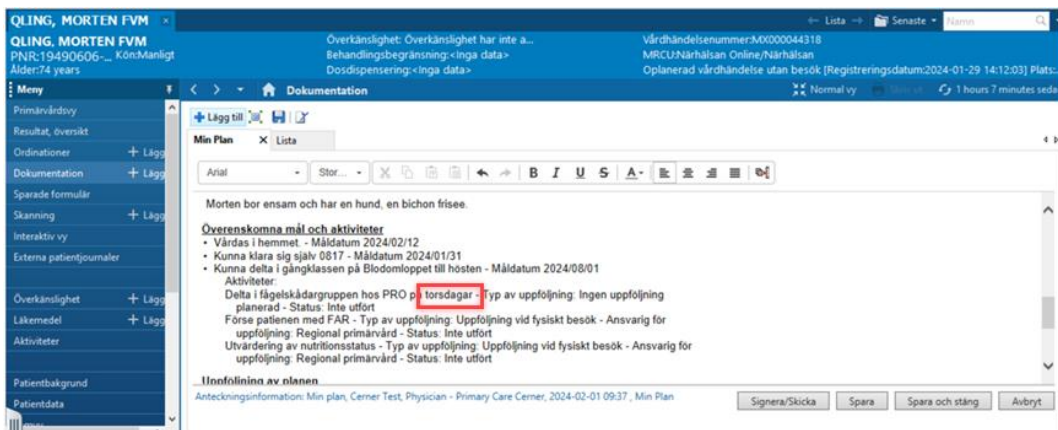 QLING, MORTEN FVM ×
← Lista → Senaste Namn
QLING, MORTEN FVM
PNR:19490606-... Kön:Manligt
Ålder:74 years
Överkänslighet: Överkänslighet har inte a...
Behandlingsbegränsning:<Inga data>
Dosdispensering:<Inga data>
Vårdhändelsenummer:MX000044318
MRCU:Närhälsan Online/Närhälsan
Oplanerad vårdhändelse utan besök [Registreringsdatum:2024-01-29 14:12:03] Plats:..
Meny
Dokumentation
Normal vy
1 hours 7 minutes seda
Primärvårdsvy
Resultat, översikt
Ordinationer + Lägg
Dokumentation + Lägg
Sparade formulär
Skanning + Lägg
Interaktiv vy
Externa patientjournaler
Överkänslighet + Lägg
Läkemedel + Lägg
Aktiviteter
Patientbakgrund
Patientdata
+ Lägg till
Min Plan × Lista
Arial Stor... B I U S A
Morten bor ensam och har en hund, en bichon frisee.
Överenskomna mål och aktiviteter
• Vårdas i hemmet. - Måldatum 2024/02/12
• Kunna klara sig själv 0817 - Måldatum 2024/01/31
• Kunna delta i gångklassen på Blodomloppet till hösten - Måldatum 2024/08/01
Aktiviteter:
Delta i fågelskådargruppen hos PRO på torsdagar - Typ av uppföljning: Ingen uppföljning
planerad - Status: Inte utfört
Förse patienen med FAR - Typ av uppföljning: Uppföljning vid fysiskt besök - Ansvarig för
uppföljning: Regional primärvård - Status: Inte utfört
Utvärdering av nutritionsstatus - Typ av uppföljning: Uppföljning vid fysiskt besök - Ansvarig för
uppföljning: Regional primärvård - Status: Inte utfört
Uppföljning av planen
Anteckningsinformation: Min plan, Cerner Test, Physician - Primary Care Cerner, 2024-02-01 09:37 , Min Plan
Signera/Skicka Spara Spara och stäng Avbryt